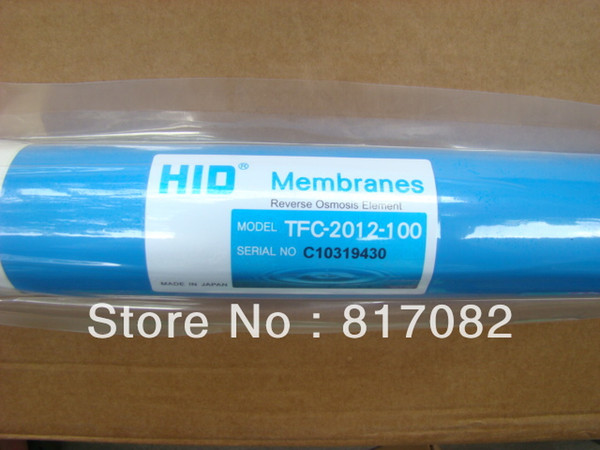 HID® Membranes
Reverse Osmosis Element
MODEL TFC-2012-100
SERIAL NO C10319430
MADE IN JAPAN
Store No : 817082